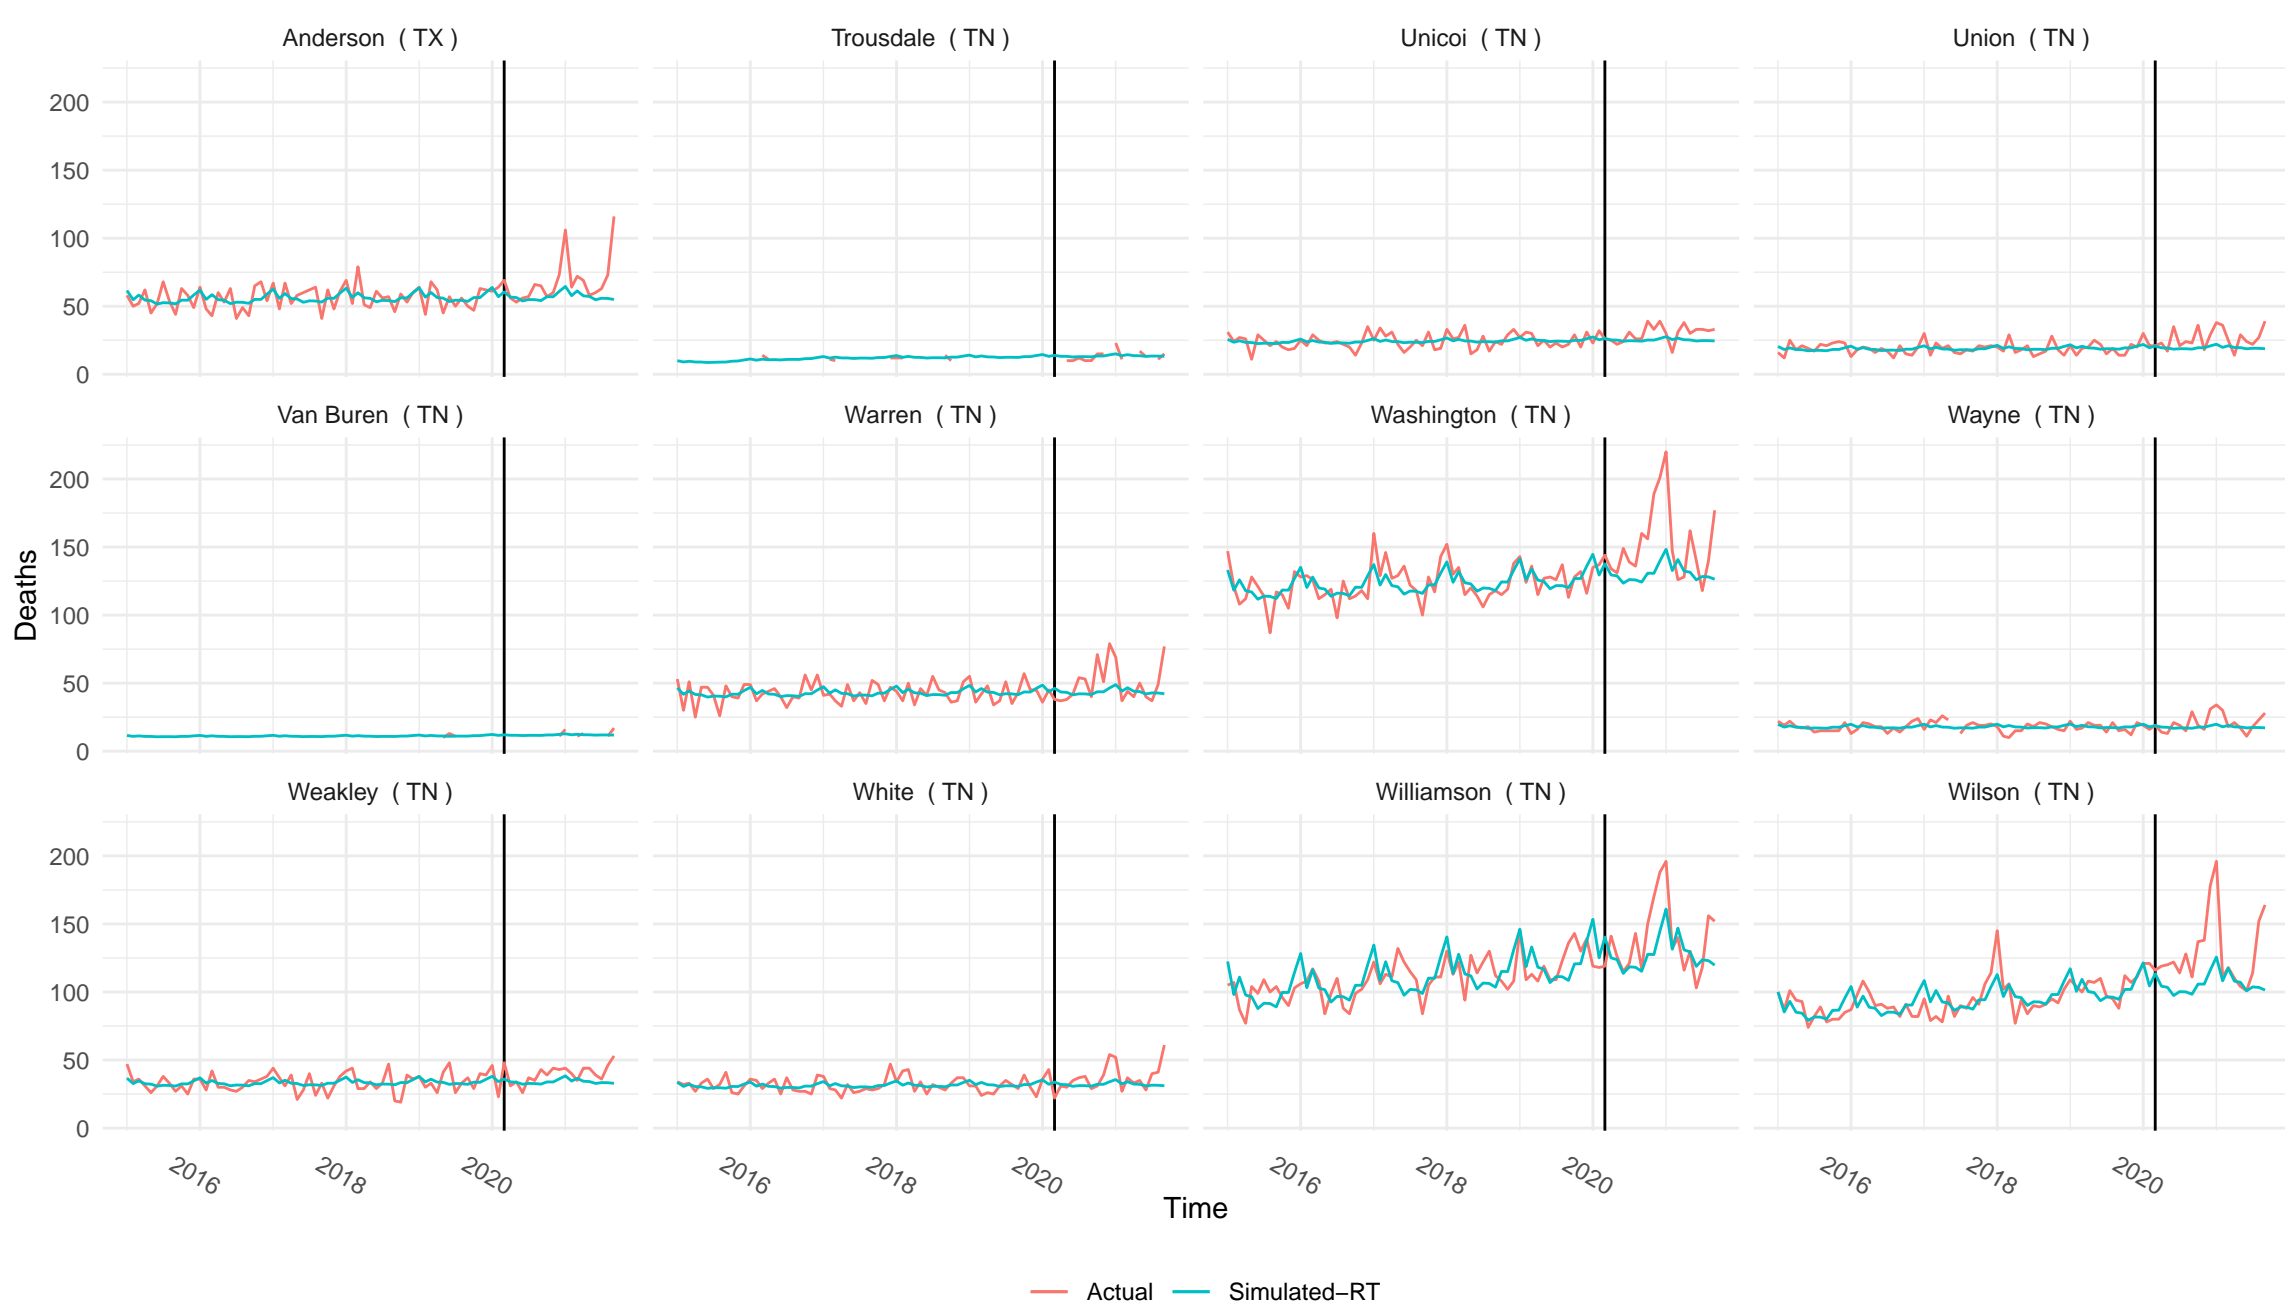 Anderson ( TX )
Trousdale ( TN )
Unicoi ( TN )
Union ( TN )
200
150
100
50
0
Van Buren ( TN )
Warren ( TN )
Washington ( TN )
Wayne ( TN )
200
150
100
50
0
Deaths
Weakley ( TN )
White ( TN )
Williamson ( TN )
Wilson ( TN )
200
150
100
50
0
2016 2018 2020
2016 2018 2020
2016 2018 2020
2016 2018 2020
Time
Actual Simulated−RT